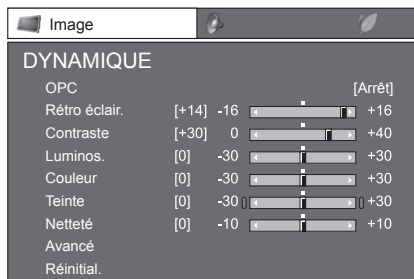 Image
DYNAMIQUE
OPC [Arrêt]
Rétro éclair. [+14] -16 +16
Contraste [+30] 0 +40
Luminos. [0] -30 +30
Couleur [0] -30 +30
Teinte [0] -30 +30
Netteté [0] -10 +10
Avancé
Réinitial.